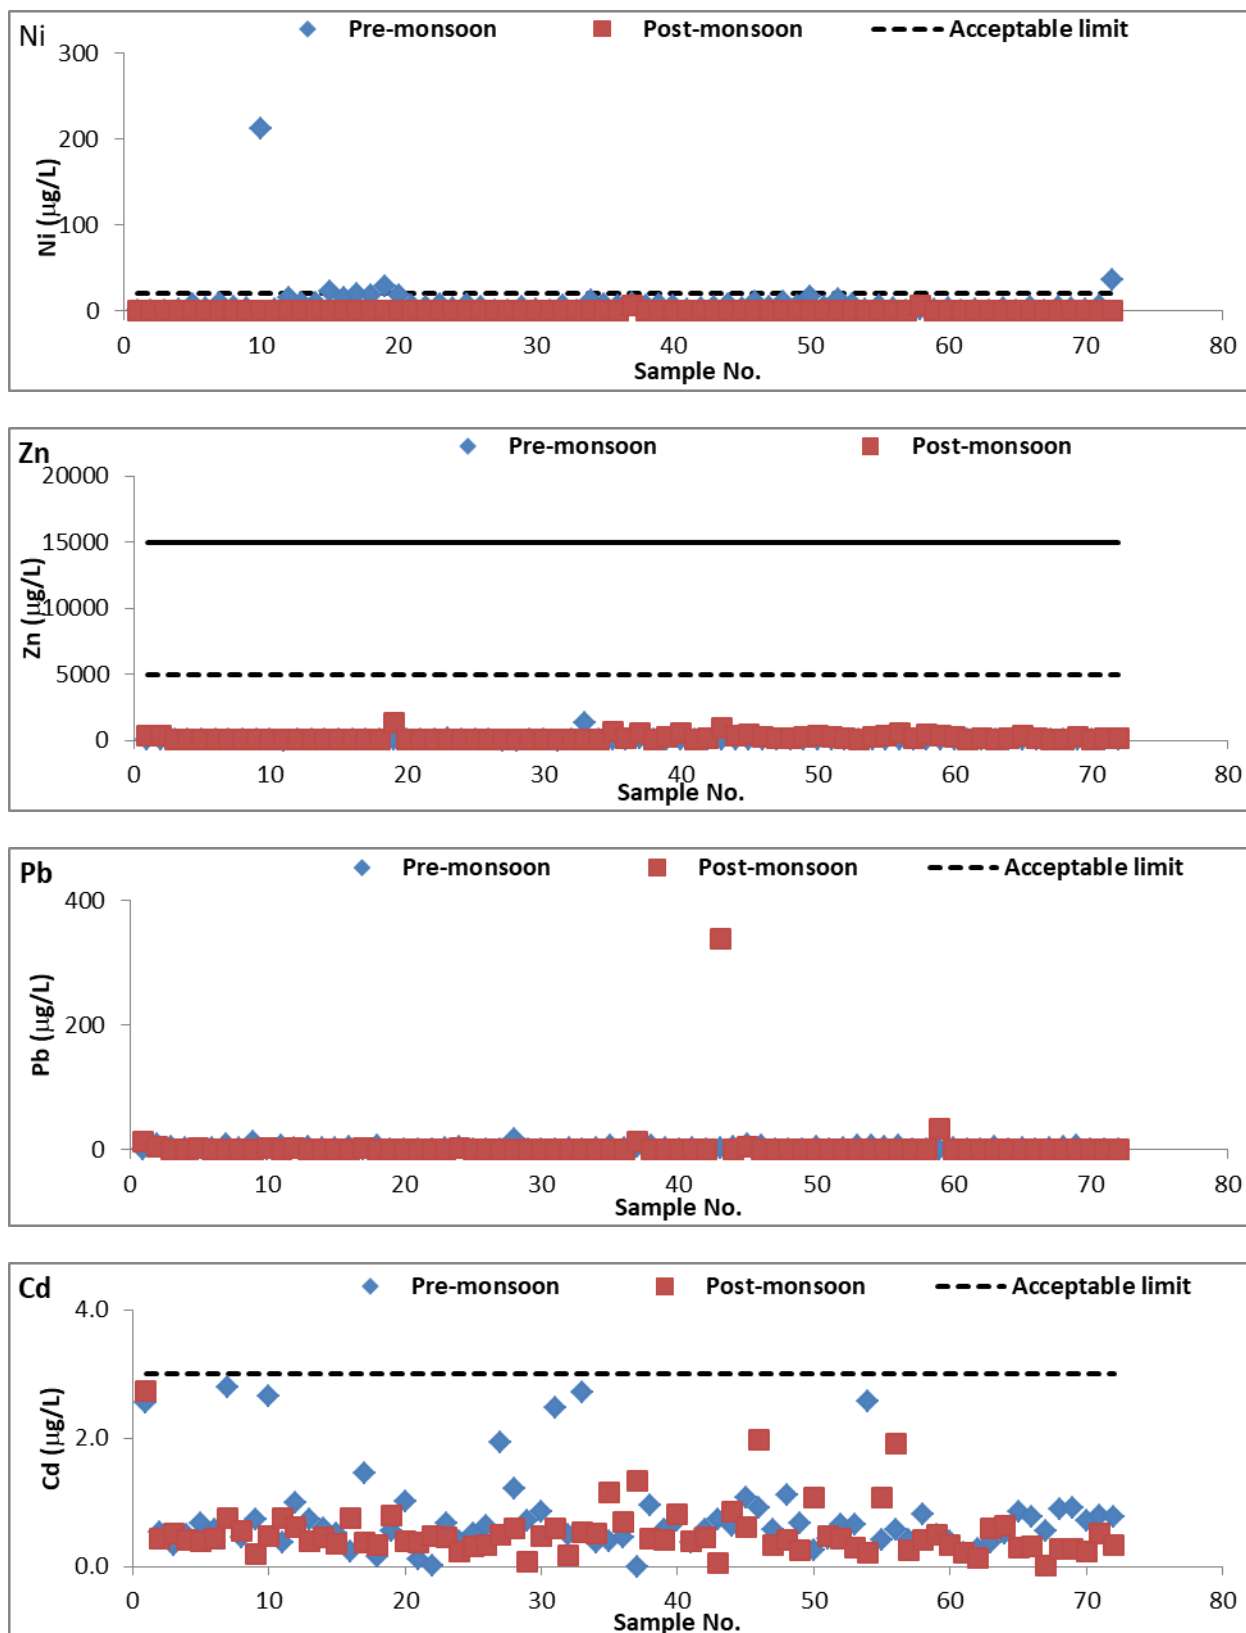 Ni
Pre-monsoon Post-monsoon Acceptable limit
300
200
100
0
Ni (µg/L)
0 10 20 30 40 50 60 70 80
Sample No.
Zn
Pre-monsoon Post-monsoon
20000
15000
10000
5000
0
Zn (µg/L)
0 10 20 30 40 50 60 70 80
Sample No.
Pb
Pre-monsoon Post-monsoon Acceptable limit
400
200
0
Pb (µg/L)
0 10 20 30 40 50 60 70 80
Sample No.
Cd
Pre-monsoon Post-monsoon Acceptable limit
4.0
2.0
0.0
Cd (µg/L)
0 10 20 30 40 50 60 70 80
Sample No.